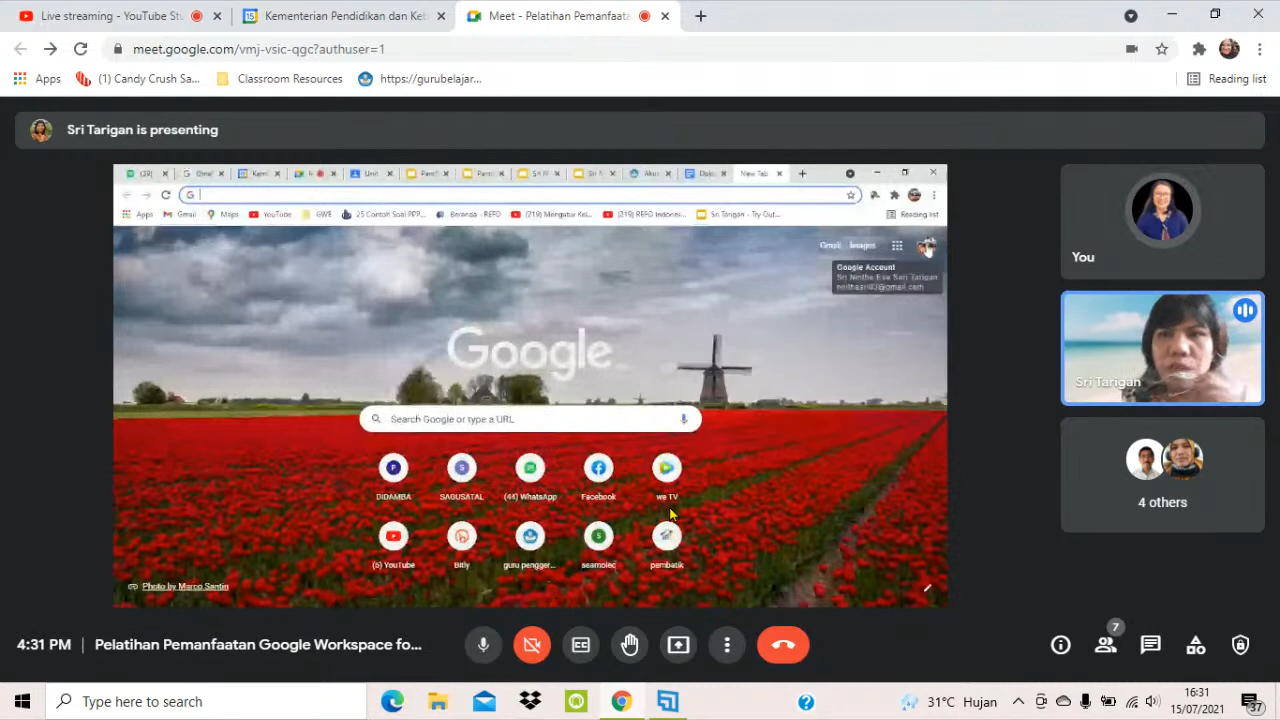 Live streaming - YouTube St
Kementerian Pendidikan dan Ke
Meet - Pelatihan Pemanfaata
meet.google.com/vmj-vsic-qgc?authuser=1
Apps
(1) Candy Crush Sa...
Classroom Resources
https://gurubelajar...
Reading list
Sri Tarigan is presenting
New Tab
Apps
Gmail
Maps
YouTube
GWE
25 Contoh Soal PPP...
Beranda - REFO
(219) Mengatur Kel...
(219) REFO Indonesi...
Sri Tarigan - Try Out...
Reading list
Gmail Images
Google Account
Google
Search Google or type a URL
DIDAMBA
SAGUSATAL
(44) WhatsApp
Facebook
we TV
(5) YouTube
Bitly
guru pengger...
seamolec
pembatik
Photo by Marco Santin
You
Sri Tarigan
4 others
4:31 PM
Pelatihan Pemanfaatan Google Workspace fo...
7
Type here to search
31°C Hujan
16:31
15/07/2021
37